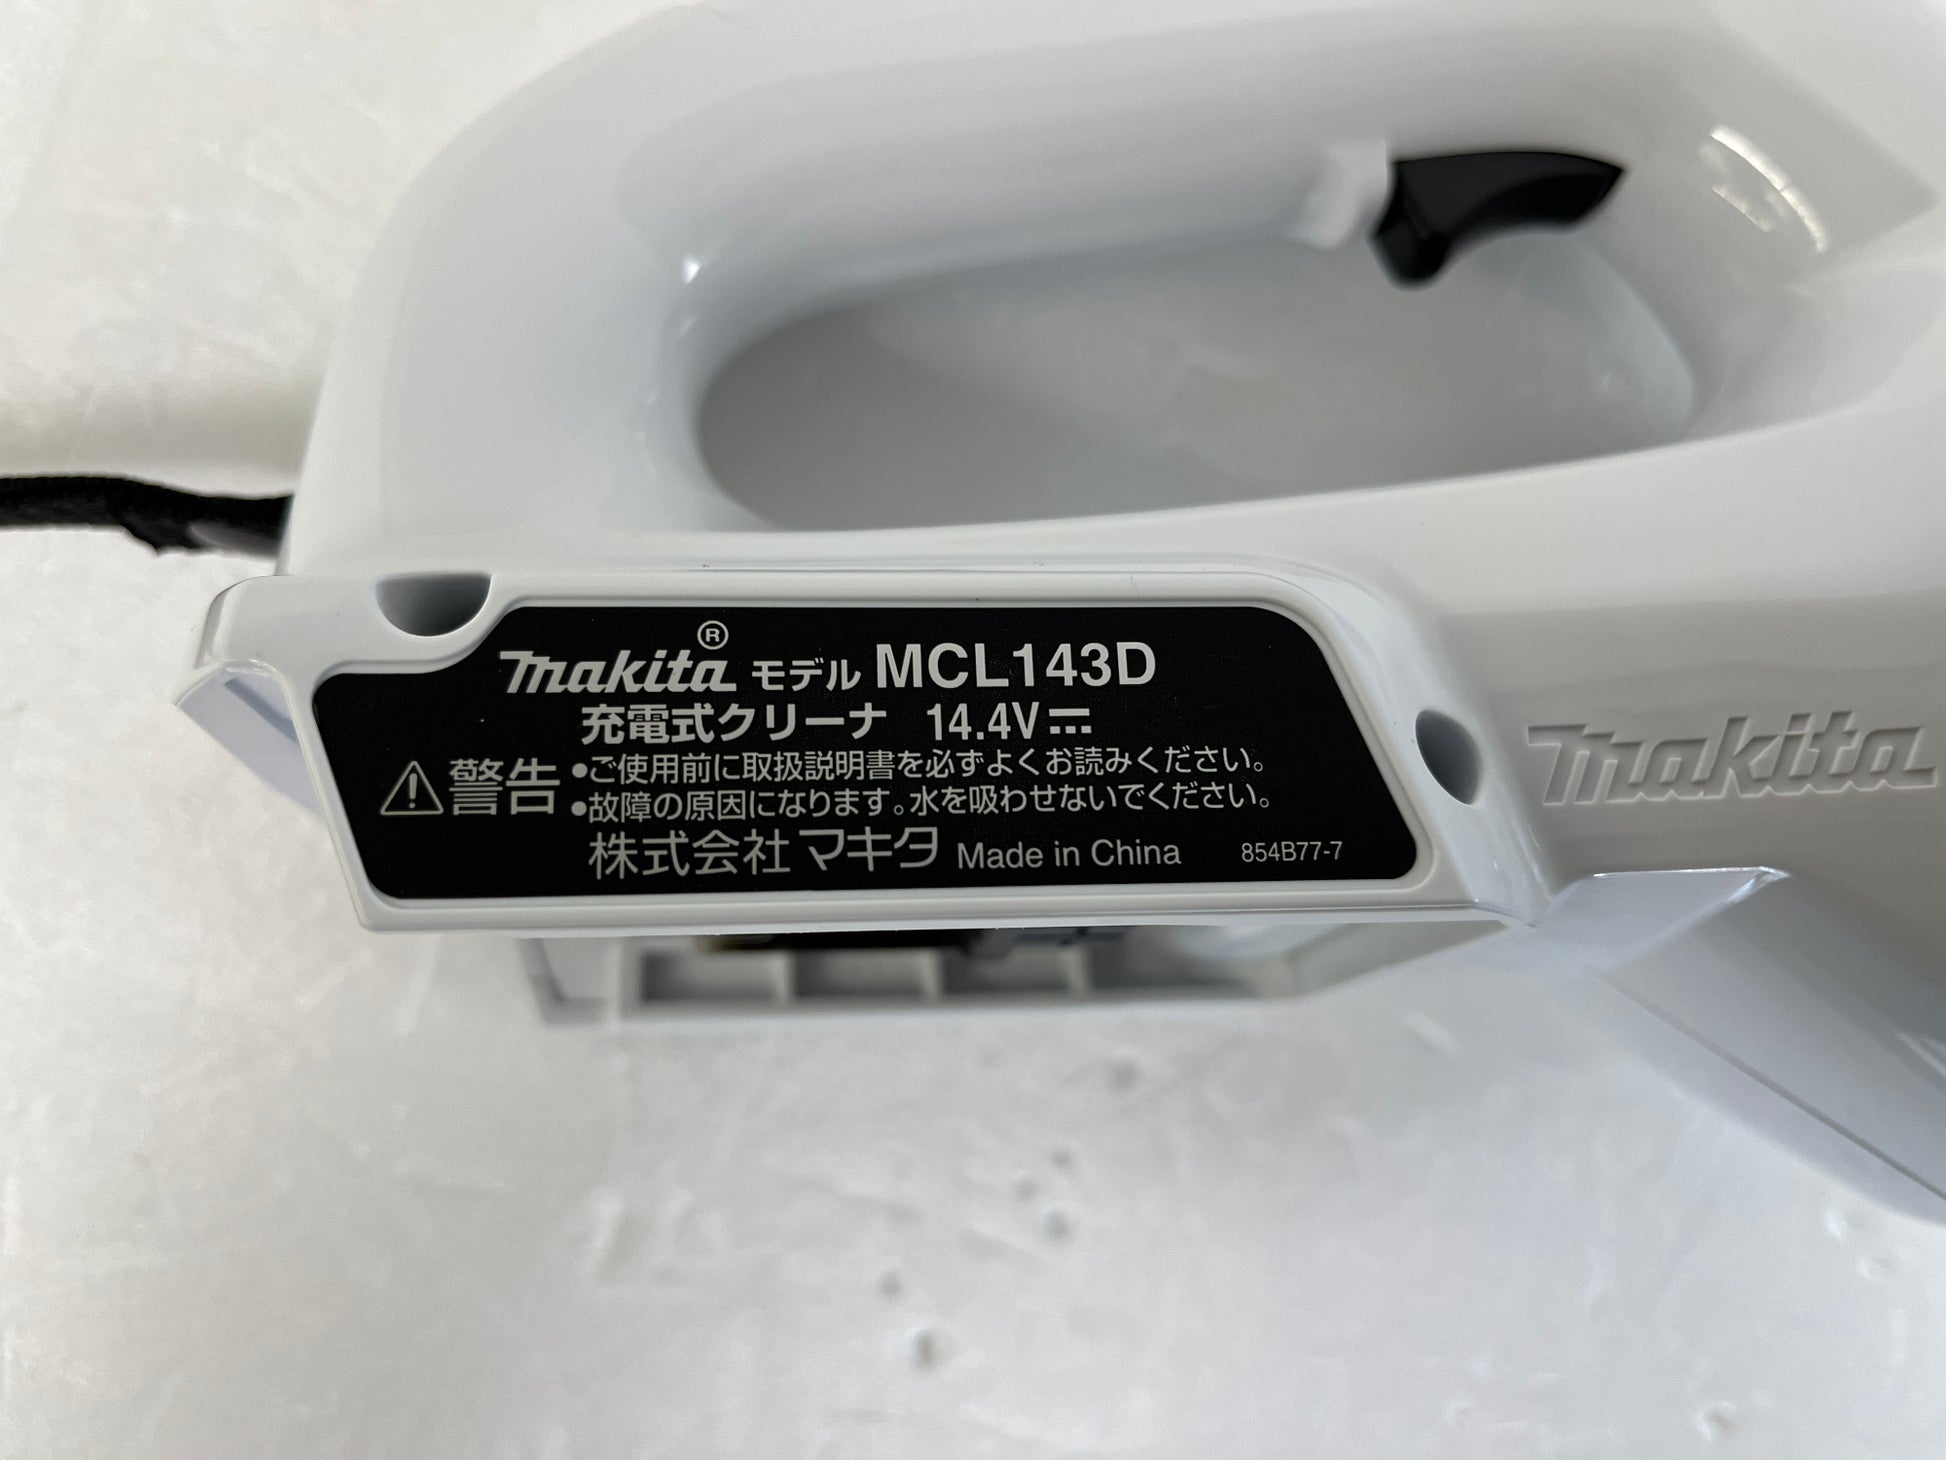 makita® モデル MCL143D
充電式クリーナ 14.4V
警告 •ご使用前に取扱説明書を必ずよくお読みください。
•故障の原因になります。水を吸わせないでください。
株式会社マキタ Made in China 854B77-7
makita